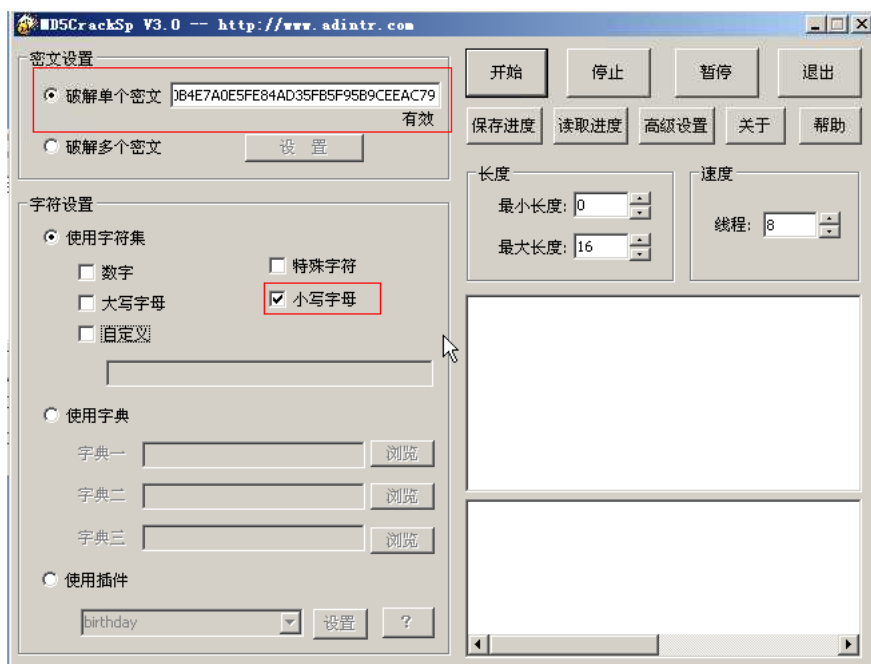 MD5CrackSp V3.0 -- http://www.adintr.com
密文设置
破解单个密文 0B4E7A0E5FE84AD35FB5F95B9CEEAC79
有效
破解多个密文 设 置
字符设置
使用字符集
数字 特殊字符
大写字母 小写字母
自定义
使用字典
字典一 浏览
字典二 浏览
字典三 浏览
使用插件
birthday 设置 ?
开始 停止 暂停 退出
保存进度 读取进度 高级设置 关于 帮助
长度
最小长度: 0
最大长度: 16
速度
线程: 8